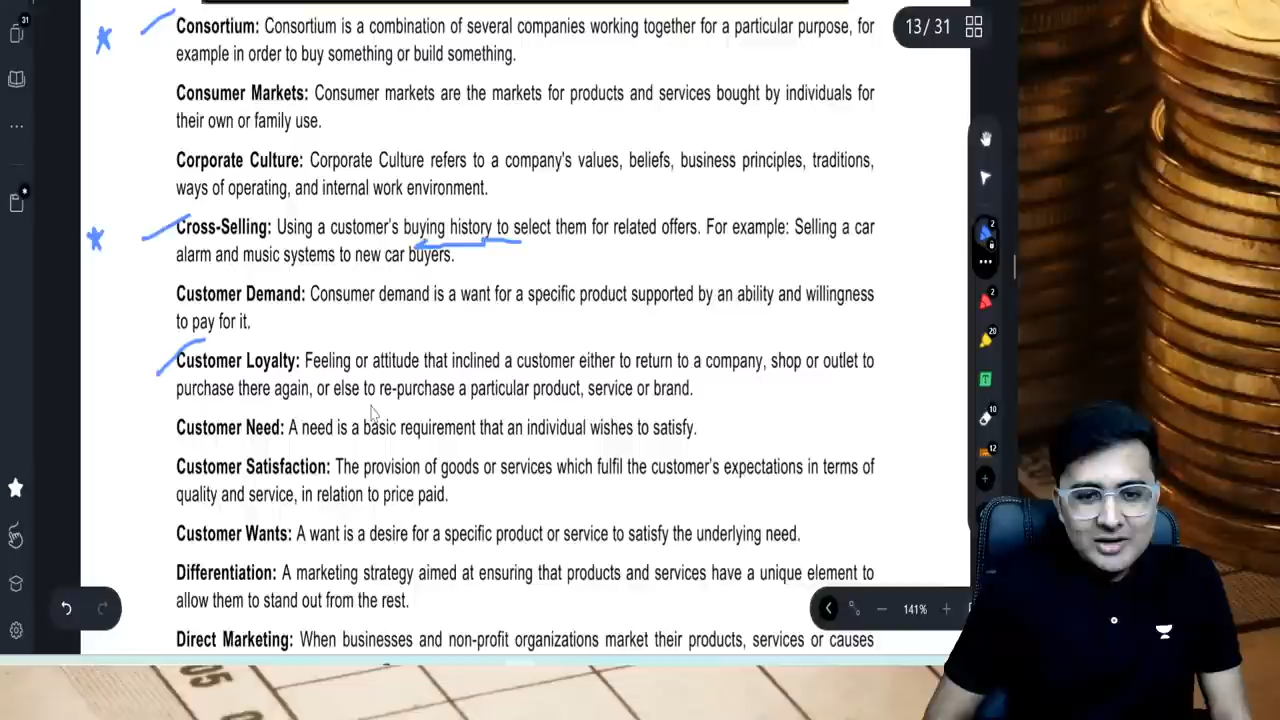 31
13/ 31
Consortium: Consortium is a combination of several companies working together for a particular purpose, for
example in order to buy something or build something.
Consumer Markets: Consumer markets are the markets for products and services bought by individuals for
their own or family use.
Corporate Culture: Corporate Culture refers to a company's values, beliefs, business principles, traditions,
ways of operating, and internal work environment.
Cross-Selling: Using a customer's buying history to select them for related offers. For example: Selling a car
alarm and music systems to new car buyers.
Customer Demand: Consumer demand is a want for a specific product supported by an ability and willingness
to pay for it.
Customer Loyalty: Feeling or attitude that inclined a customer either to return to a company, shop or outlet to
purchase there again, or else to re-purchase a particular product, service or brand.
Customer Need: A need is a basic requirement that an individual wishes to satisfy.
Customer Satisfaction: The provision of goods or services which fulfil the customer's expectations in terms of
quality and service, in relation to price paid.
Customer Wants: A want is a desire for a specific product or service to satisfy the underlying need.
Differentiation: A marketing strategy aimed at ensuring that products and services have a unique element to
allow them to stand out from the rest.
Direct Marketing: When businesses and non-profit organizations market their products, services or causes
2
2
20
T
10
12
141%
05